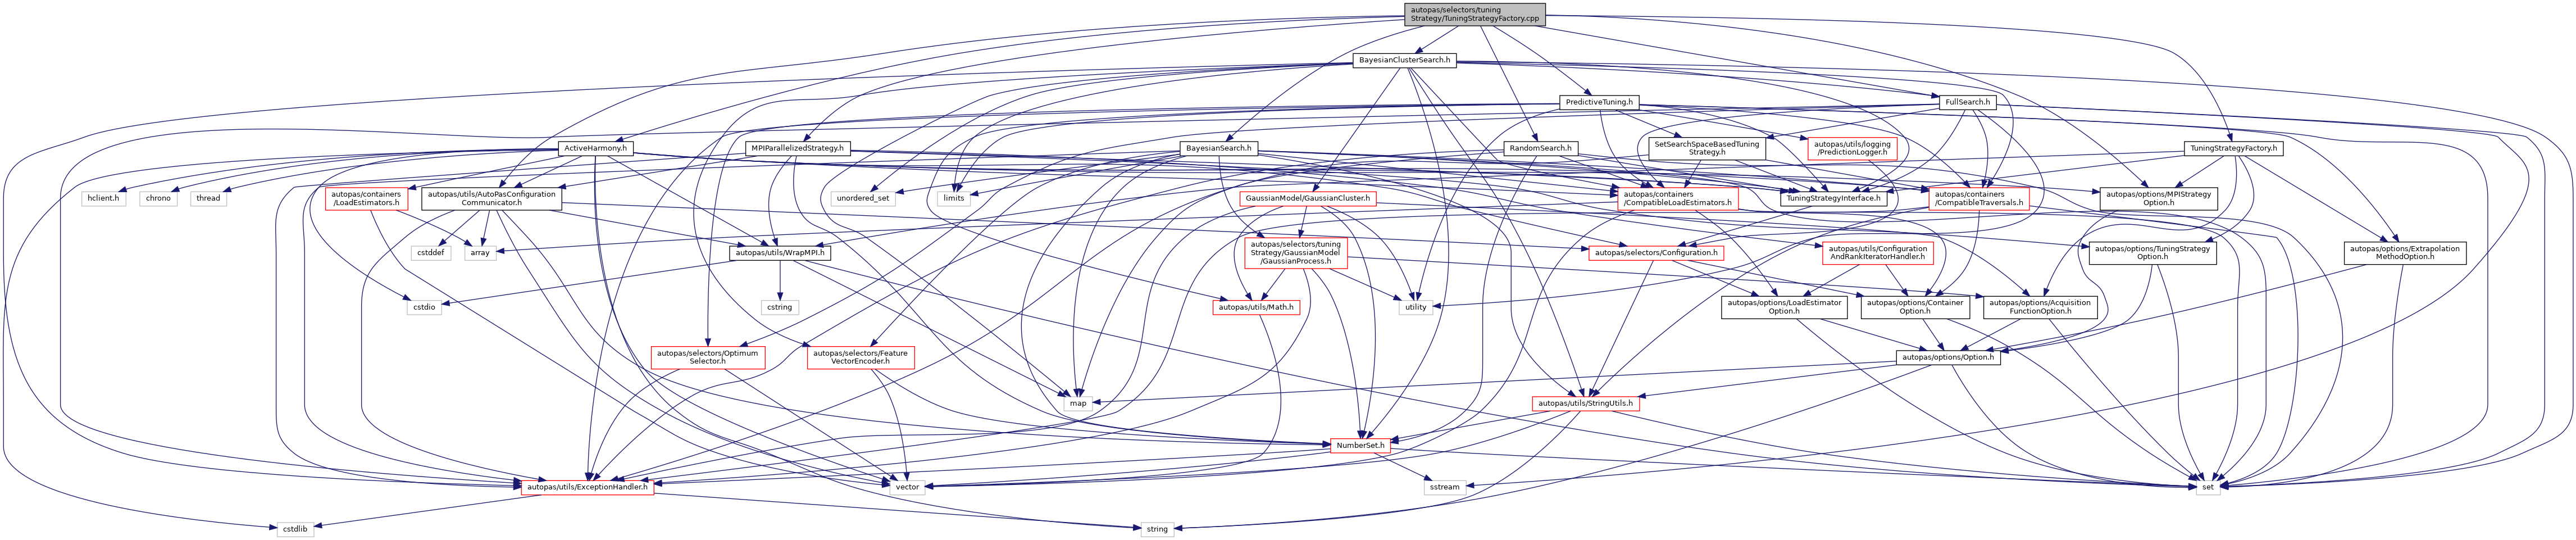 autopas/selectors/tuning
Strategy/TuningStrategyFactory.cpp
BayesianClusterSearch.h
PredictiveTuning.h
FullSearch.h
ActiveHarmony.h
MPIParallelizedStrategy.h
BayesianSearch.h
RandomSearch.h
SetSearchSpaceBasedTuning
Strategy.h
autopas/utils/logging
/PredictionLogger.h
TuningStrategyFactory.h
hclient.h
chrono
thread
autopas/containers
/LoadEstimators.h
autopas/utils/AutoPasConfiguration
Communicator.h
unordered_set
limits
GaussianModel/GaussianCluster.h
autopas/containers
/CompatibleLoadEstimators.h
TuningStrategyInterface.h
autopas/containers
/CompatibleTraversals.h
autopas/options/MPIStrategy
Option.h
cstddef
array
autopas/utils/WrapMPI.h
autopas/selectors/tuning
Strategy/GaussianModel
/GaussianProcess.h
autopas/selectors/Configuration.h
autopas/utils/Configuration
AndRankIteratorHandler.h
autopas/options/TuningStrategy
Option.h
autopas/options/Extrapolation
MethodOption.h
cstdio
cstring
autopas/utils/Math.h
utility
autopas/options/LoadEstimator
Option.h
autopas/options/Container
Option.h
autopas/options/Acquisition
FunctionOption.h
autopas/selectors/Optimum
Selector.h
autopas/selectors/Feature
VectorEncoder.h
autopas/options/Option.h
map
autopas/utils/StringUtils.h
NumberSet.h
autopas/utils/ExceptionHandler.h
vector
sstream
set
cstdlib
string